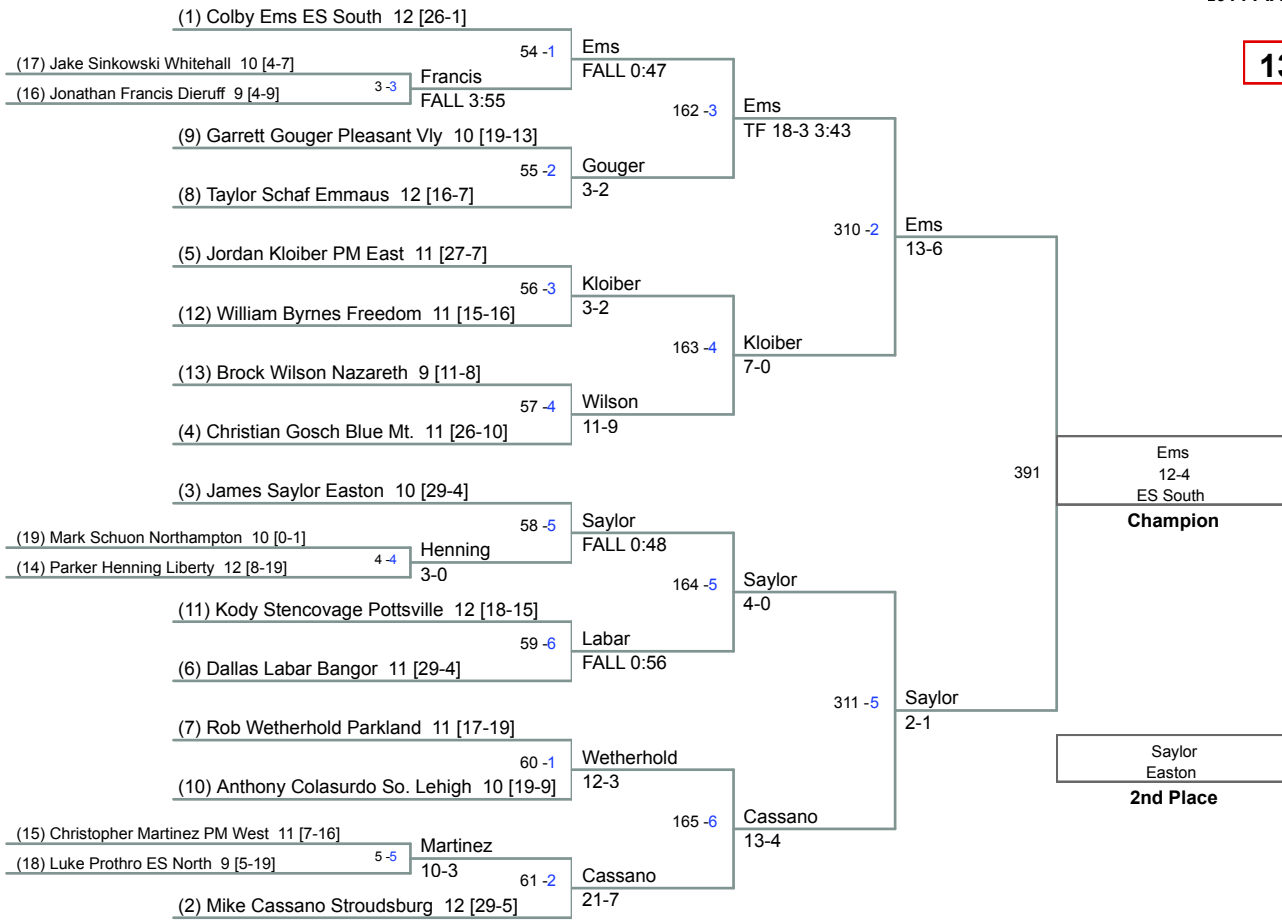 (1) Colby Ems ES South 12 [26-1]
54 -1
Ems
FALL 0:47
(17) Jake Sinkowski Whitehall 10 [4-7]
3 -3
Francis
FALL 3:55
(16) Jonathan Francis Dieruff 9 [4-9]
13
162 -3
Ems
TF 18-3 3:43
(9) Garrett Gouger Pleasant Vly 10 [19-13]
55 -2
Gouger
3-2
(8) Taylor Schaf Emmaus 12 [16-7]
310 -2
Ems
13-6
(5) Jordan Kloiber PM East 11 [27-7]
56 -3
Kloiber
3-2
(12) William Byrnes Freedom 11 [15-16]
163 -4
Kloiber
7-0
(13) Brock Wilson Nazareth 9 [11-8]
57 -4
Wilson
11-9
(4) Christian Gosch Blue Mt. 11 [26-10]
391
Ems
12-4
ES South
Champion
(3) James Saylor Easton 10 [29-4]
58 -5
Saylor
FALL 0:48
(19) Mark Schuon Northampton 10 [0-1]
4 -4
Henning
3-0
(14) Parker Henning Liberty 12 [8-19]
164 -5
Saylor
4-0
(11) Kody Stencovage Pottsville 12 [18-15]
59 -6
Labar
FALL 0:56
(6) Dallas Labar Bangor 11 [29-4]
311 -5
Saylor
2-1
(7) Rob Wetherhold Parkland 11 [17-19]
60 -1
Wetherhold
12-3
(10) Anthony Colasurdo So. Lehigh 10 [19-9]
Saylor
Easton
2nd Place
165 -6
Cassano
13-4
(15) Christopher Martinez PM West 11 [7-16]
5 -5
Martinez
10-3
(18) Luke Prothro ES North 9 [5-19]
61 -2
Cassano
21-7
(2) Mike Cassano Stroudsburg 12 [29-5]